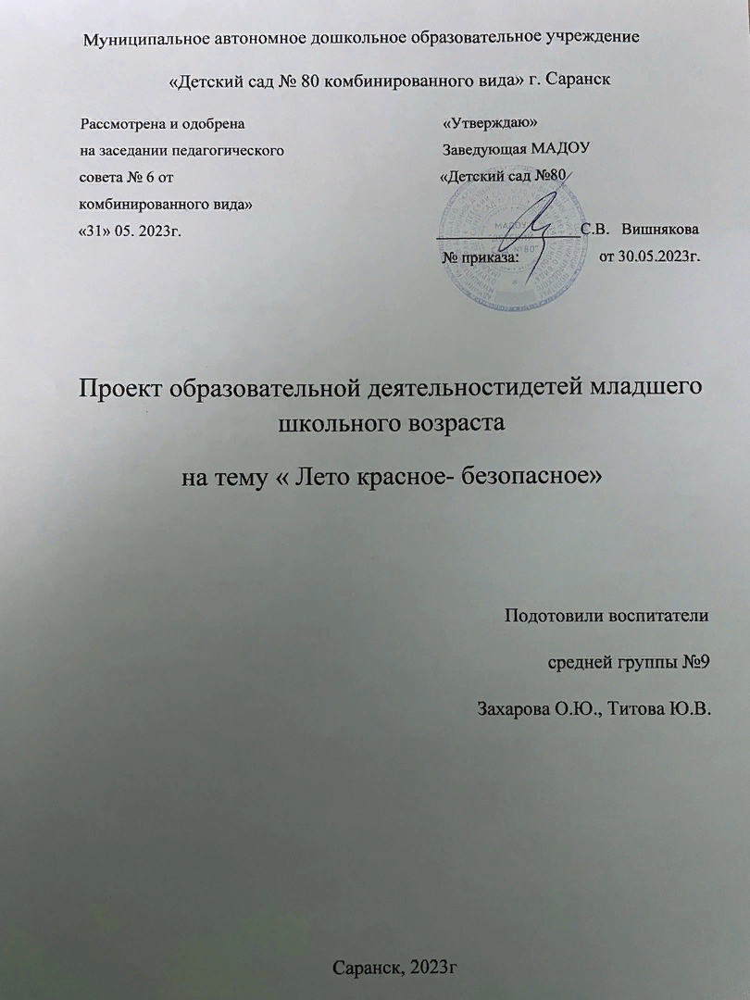 Муниципальное автономное дошкольное образовательное учреждение
«Детский сад № 80 комбинированного вида» г. Саранск
Рассмотрена и одобрена
на заседании педагогического
совета № 6 от
комбинированного вида»
«31» 05. 2023г.
«Утверждаю»
Заведующая МАДОУ
«Детский сад №80
С.В. Вишнякова
№ приказа: от 30.05.2023г.
МАДОУ
Проект образовательной деятельностидетей младшего
школьного возраста
на тему « Лето красное- безопасное»
Подотовили воспитатели
средней группы №9
Захарова О.Ю., Титова Ю.В.
Саранск, 2023г